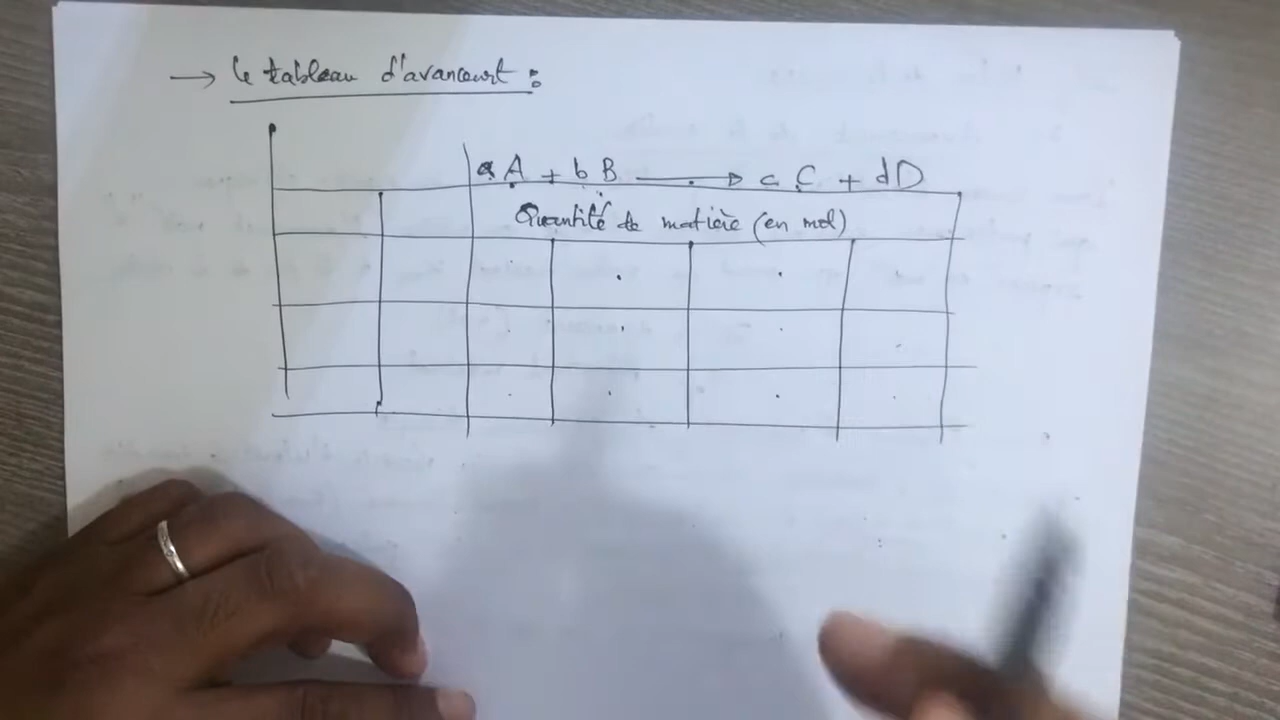 → le tableau d'avancement :
aA + bB → cC + dD
Quantité de matière (en mol)